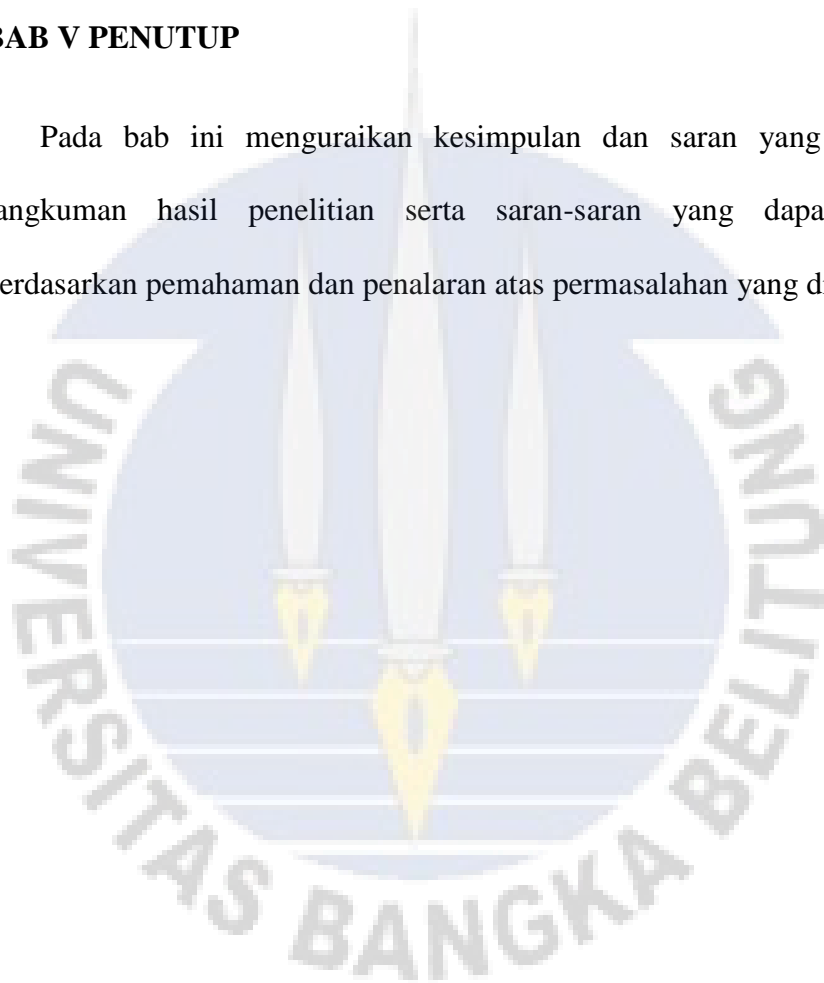 BAB V PENUTUP
Pada bab ini menguraikan kesimpulan dan saran yang
angkuman hasil penelitian serta saran-saran yang dapa
erdasarkan pemahaman dan penalaran atas permasalahan yang d
UNIVERSITAS BANGKA BELITUNG